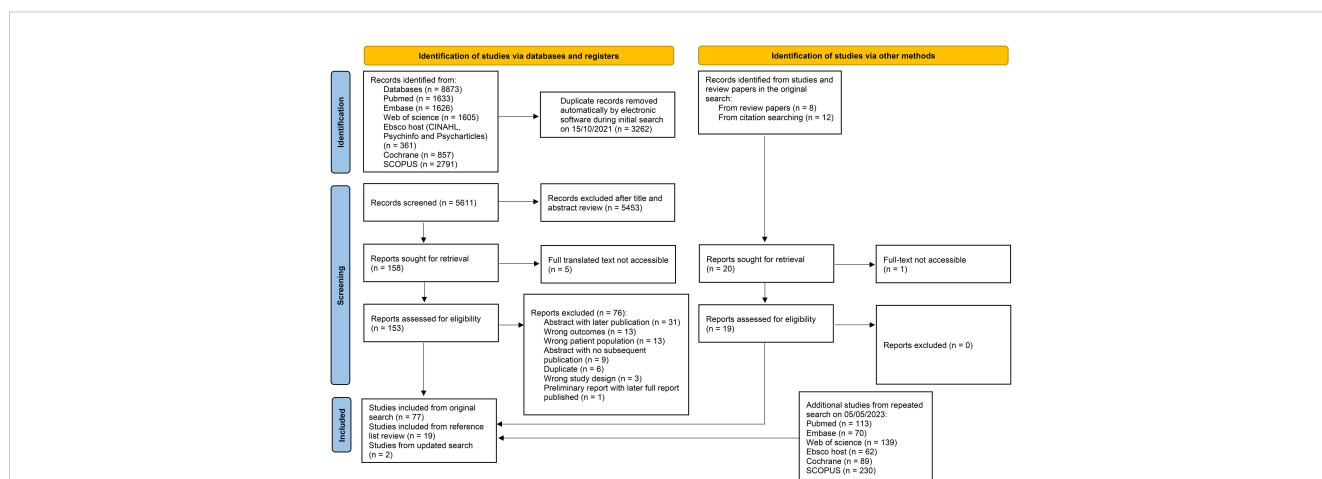 Identification of studies via databases and registers
Identification of studies via other methods
Identification
Records identified from:
Databases (n = 8873)
Pubmed (n = 1633)
Embase (n = 1626)
Web of science (n = 1605)
Ebsco host (CINAHL,
Psychinfo and Psycharticles)
(n = 361)
Cochrane (n = 857)
SCOPUS (n = 2791)
Duplicate records removed
automatically by electronic
software during initial search
on 15/10/2021 (n = 3262)
Records identified from studies and
review papers in the original
search:
From review papers (n = 8)
From citation searching (n = 12)
Screening
Records screened (n = 5611)
Records excluded after title and
abstract review (n = 5453)
Reports sought for retrieval
(n = 158)
Full translated text not accessible
(n = 5)
Reports sought for retrieval
(n = 20)
Full-text not accessible
(n = 1)
Reports assessed for eligibility
(n = 153)
Reports excluded (n = 76):
Abstract with later publication (n = 31)
Wrong outcomes (n = 13)
Wrong patient population (n = 13)
Abstract with no subsequent
publication (n = 9)
Duplicate (n = 6)
Wrong study design (n = 3)
Preliminary report with later full report
published (n = 1)
Reports assessed for eligibility
(n = 19)
Reports excluded (n = 0)
Included
Studies included from original
search (n = 77)
Studies included from reference
list review (n = 19)
Studies from updated search
(n = 2)
Additional studies from repeated
search on 05/05/2023:
Pubmed (n = 113)
Embase (n = 70)
Web of science (n = 139)
Ebsco host (n = 62)
Cochrane (n = 89)
SCOPUS (n = 230)